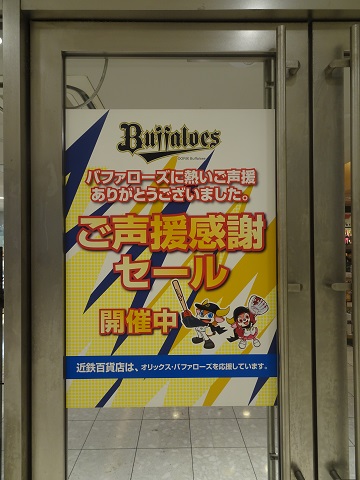 Buffaloes
バファローズに熱いご声援
ありがとうございました。
ご声援感謝
セール
開催中
近鉄百貨店は、オリックス・バファローズを応援しています。